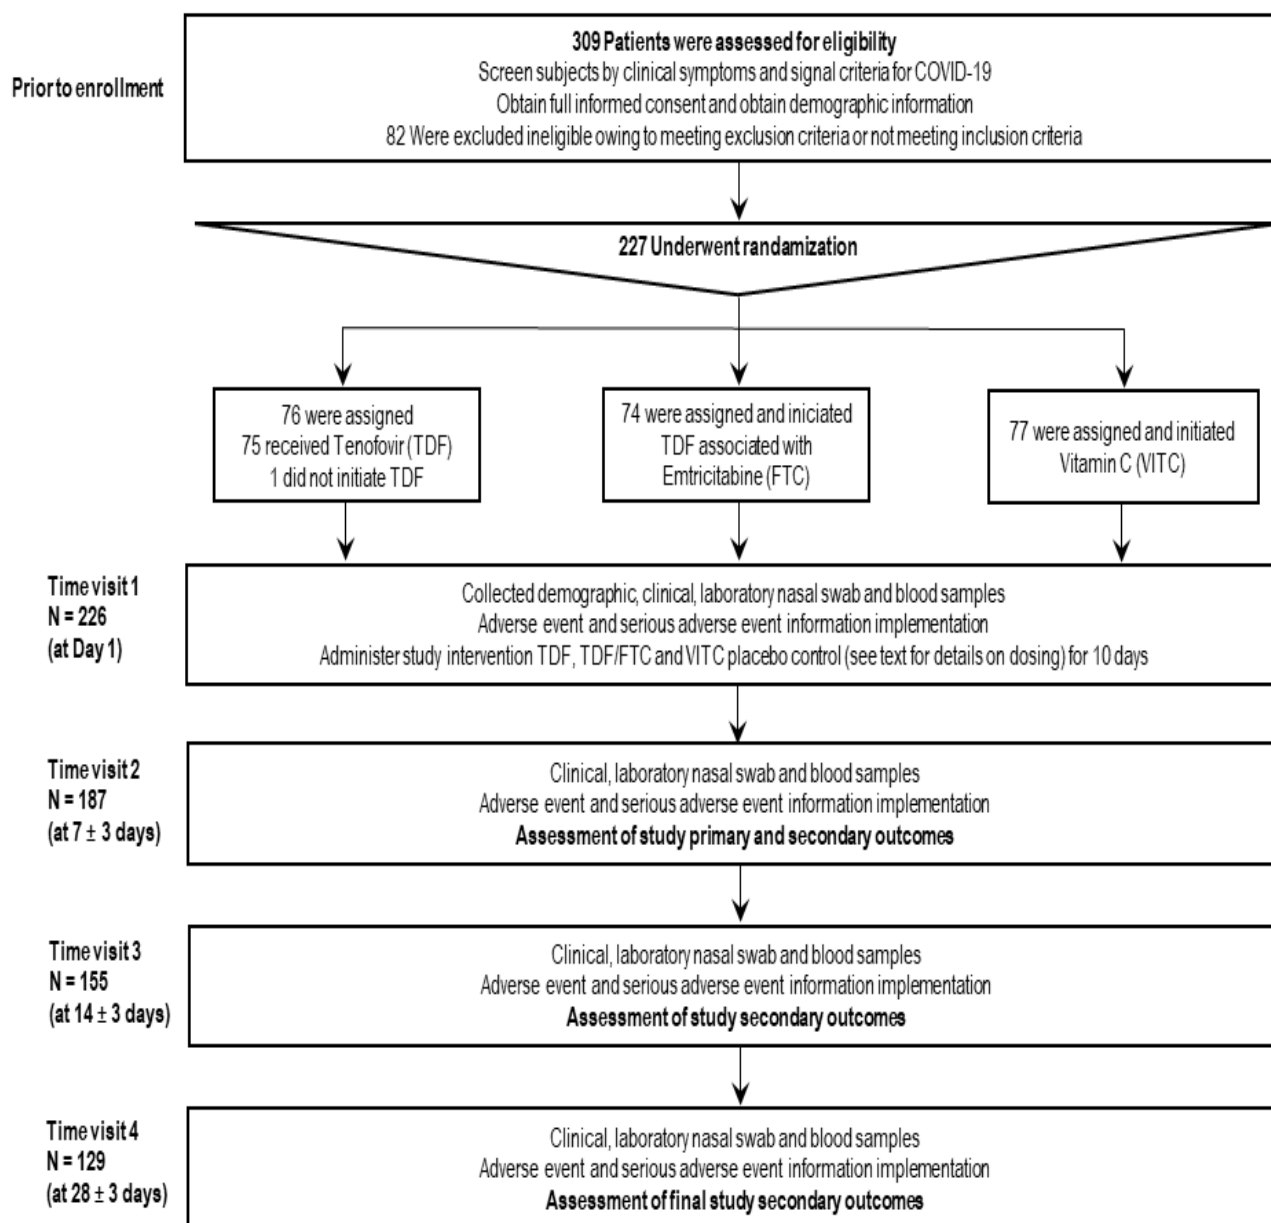 309 Patients were assessed for eligibility
Screen subjects by clinical symptoms and signal criteria for COVID-19
Prior to enrollment
Obtain full informed consent and obtain demographic information
82 Were excluded ineligible owing to meeting exclusion criteria or not meeting inclusion criteria
227 Underwent randamization
76 were assigned
75 received Tenofovir (TDF)
1 did not initiate TDF
74 were assigned and iniciated
TDF associated with
Emtricitabine (FTC)
77 were assigned and initiated
Vitamin C (VITC)
Time visit 1
N = 226
(at Day 1)
Collected demographic, clinical, laboratory nasal swab and blood samples
Adverse event and serious adverse event information implementation
Administer study intervention TDF, TDF/FTC and VITC placebo control (see text for details on dosing) for 10 days
Time visit 2
N = 187
(at 7 ± 3 days)
Clinical, laboratory nasal swab and blood samples
Adverse event and serious adverse event information implementation
Assessment of study primary and secondary outcomes
Time visit 3
N = 155
(at 14 ± 3 days)
Clinical, laboratory nasal swab and blood samples
Adverse event and serious adverse event information implementation
Assessment of study secondary outcomes
Time visit 4
N = 129
(at 28 ± 3 days)
Clinical, laboratory nasal swab and blood samples
Adverse event and serious adverse event information implementation
Assessment of final study secondary outcomes